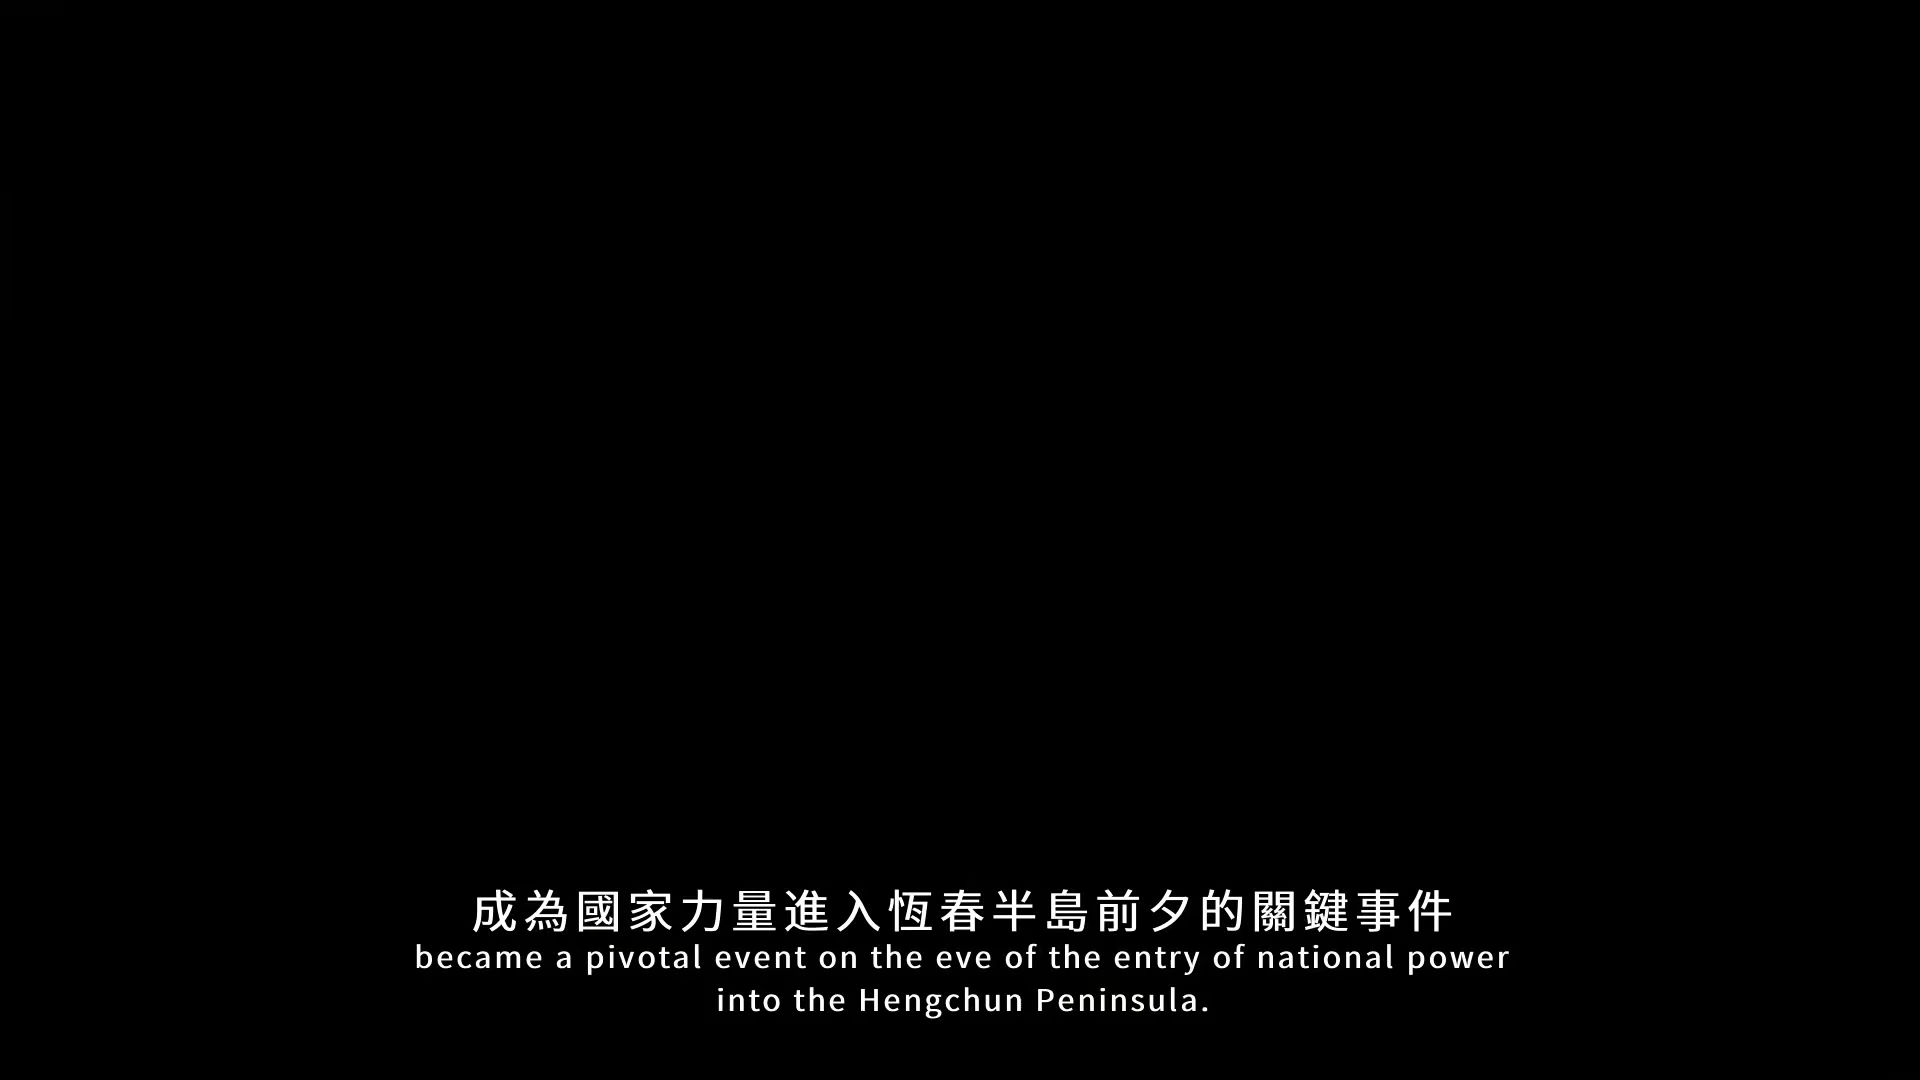 成為國家力量進入恆春半島前夕的關鍵事件
became a pivotal event on the eve of the entry of national power
into the Hengchun Peninsula.